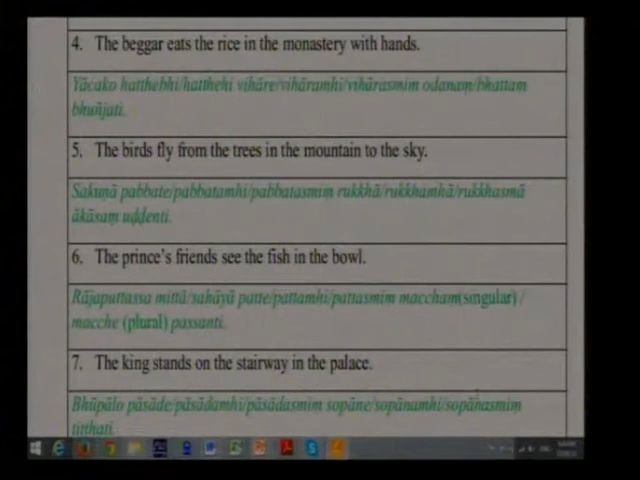 4. The beggar eats the rice in the monastery with hands.
Yācako hatthebhi/hatthehi vihāre/vihāramhi/vihārasmiṃ odanaṃ/bhattaṃ
bhuñjati.
5. The birds fly from the trees in the mountain to the sky.
Sakuṇā pabbate/pabbatamhi/pabbatasmiṃ rukkhā/rukkhamhā/rukkhasmā
ākāsaṃ uḍḍenti.
6. The prince's friends see the fish in the bowl.
Rājaputtassa mittā/sahāyā patte/pattamhi/pattasmiṃ macchaṃ(singular) /
macche (plural) passanti.
7. The king stands on the stairway in the palace.
Bhūpālo pāsāde/pāsādamhi/pāsādasmiṃ sopāne/sopānamhi/sopānasmiṃ
tiṭṭhati.